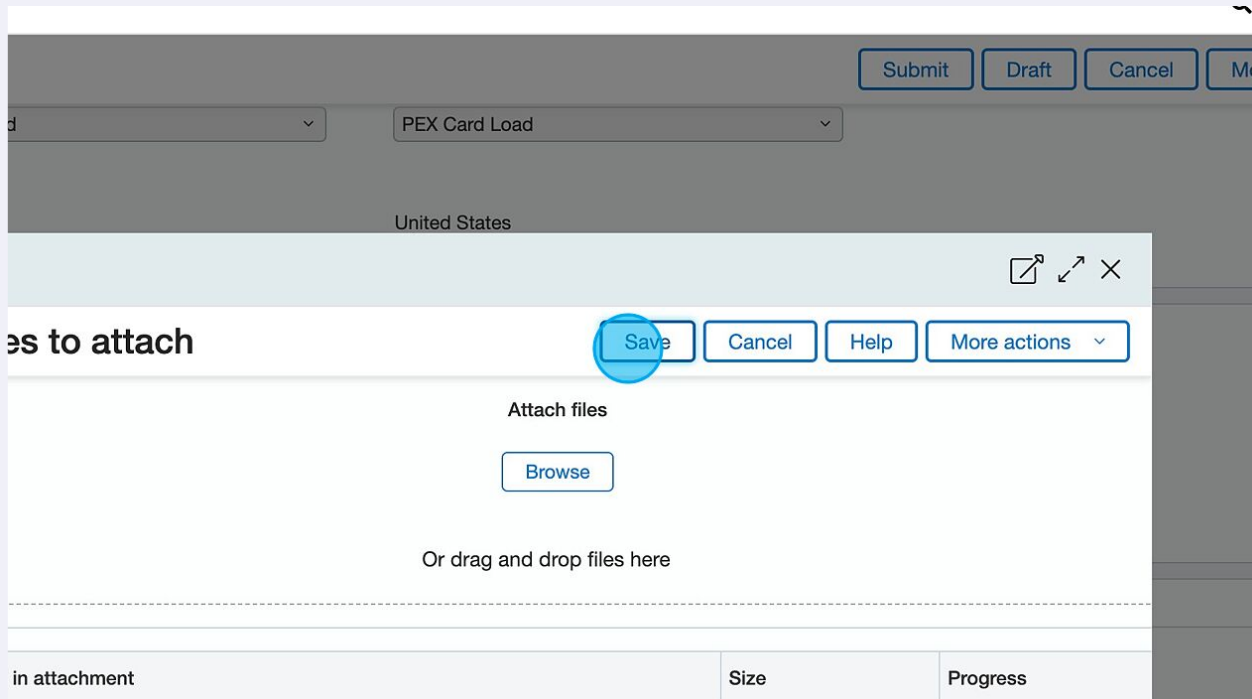 Submit Draft Cancel
d PEX Card Load
United States
es to attach Save Cancel Help More actions
Attach files
Browse
Or drag and drop files here
in attachment Size Progress